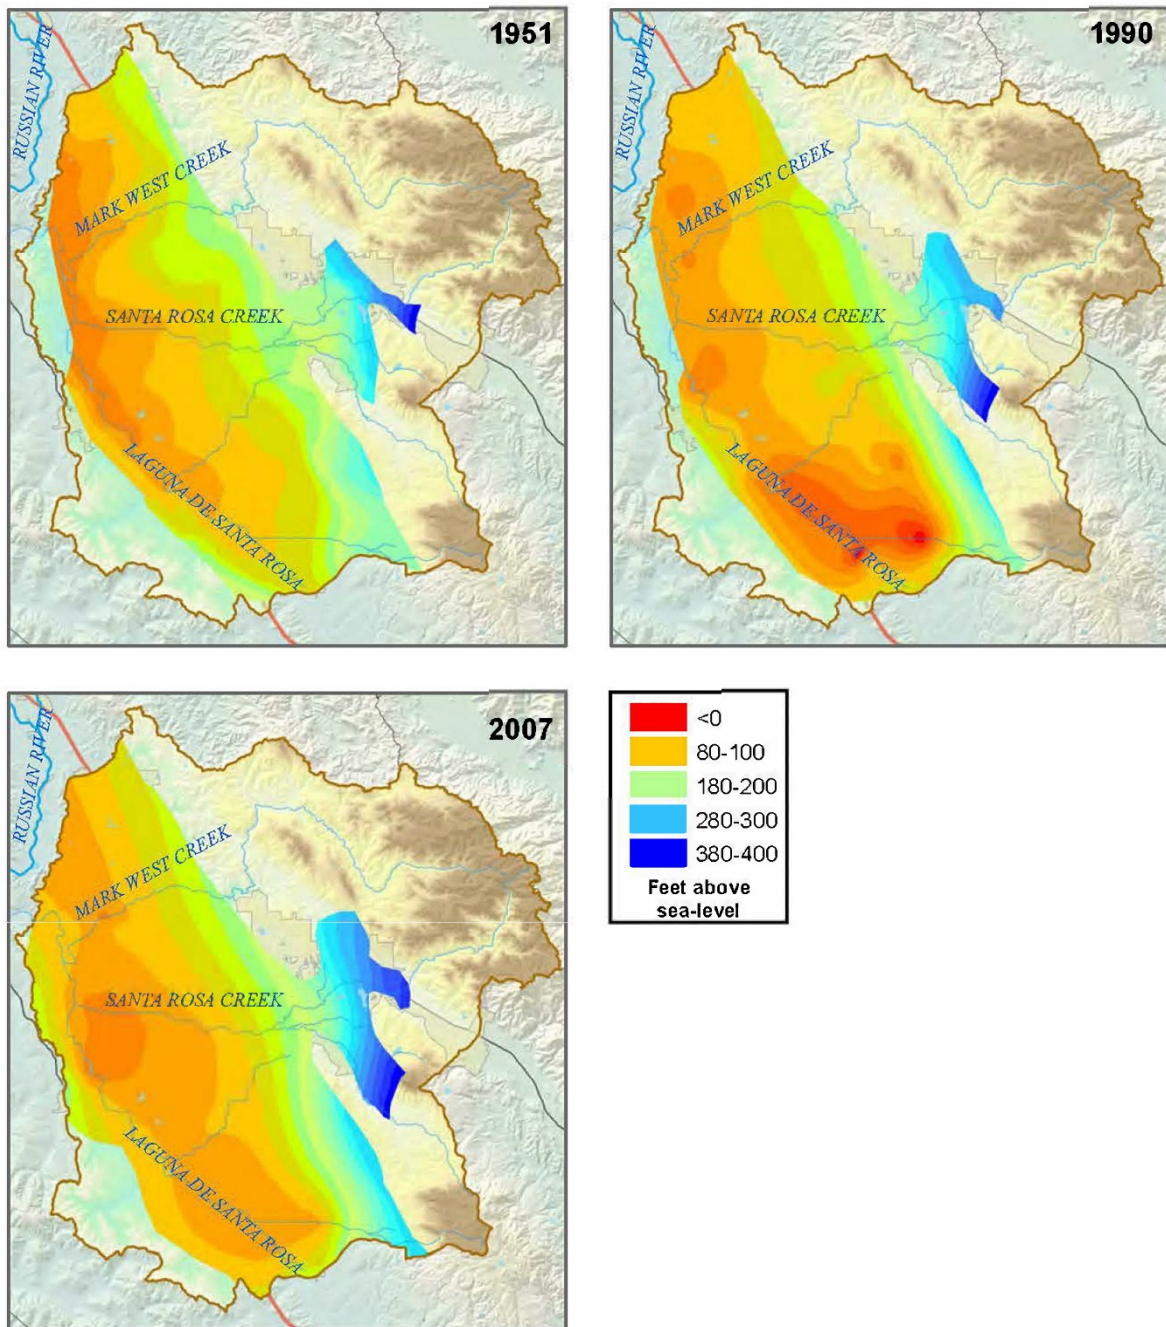 1951
RUSSIAN RIVER
MARK WEST CREEK
SANTA ROSA CREEK
LAGUNA DE SANTA ROSA
1990
RUSSIAN RIVER
MARK WEST CREEK
SANTA ROSA CREEK
LAGUNA DE SANTA ROSA
2007
RUSSIAN RIVER
MARK WEST CREEK
SANTA ROSA CREEK
LAGUNA DE SANTA ROSA
<0
80-100
180-200
280-300
380-400
Feet above
sea-level